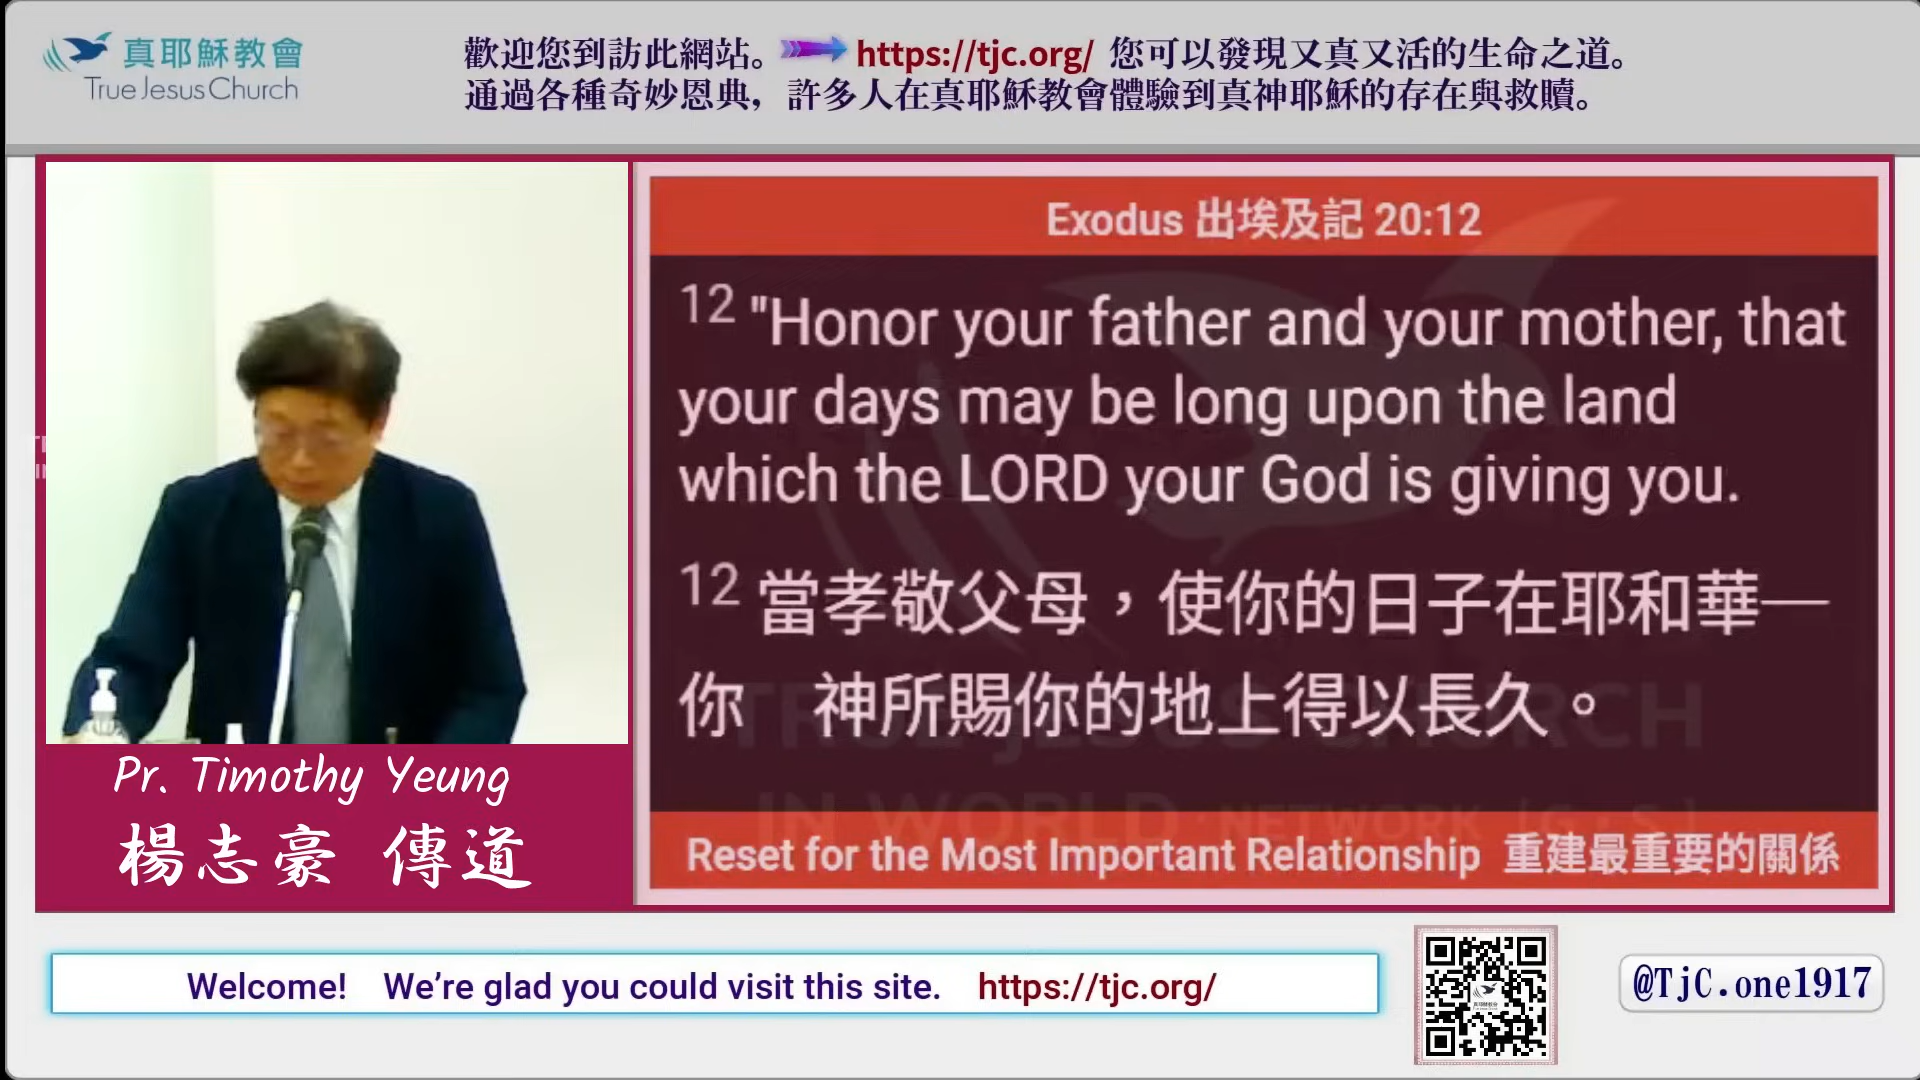 真耶穌教會
True Jesus Church
歡迎您到訪此網站。 https://tjc.org/ 您可以發現又真又活的生命之道。
通過各種奇妙恩典，許多人在真耶穌教會體驗到真神耶穌的存在與救贖。
Exodus 出埃及記 20:12
12 "Honor your father and your mother, that
your days may be long upon the land
which the LORD your God is giving you.
12 當孝敬父母，使你的日子在耶和華─
你　神所賜你的地上得以長久。
TRUE JESUS CHURCH
IN WORLD · NETWORK [G . S .]
Reset for the Most Important Relationship 重建最重要的關係
Pr. Timothy Yeung
楊志豪 傳道
Welcome! We’re glad you could visit this site. https://tjc.org/
@TjC.one1917